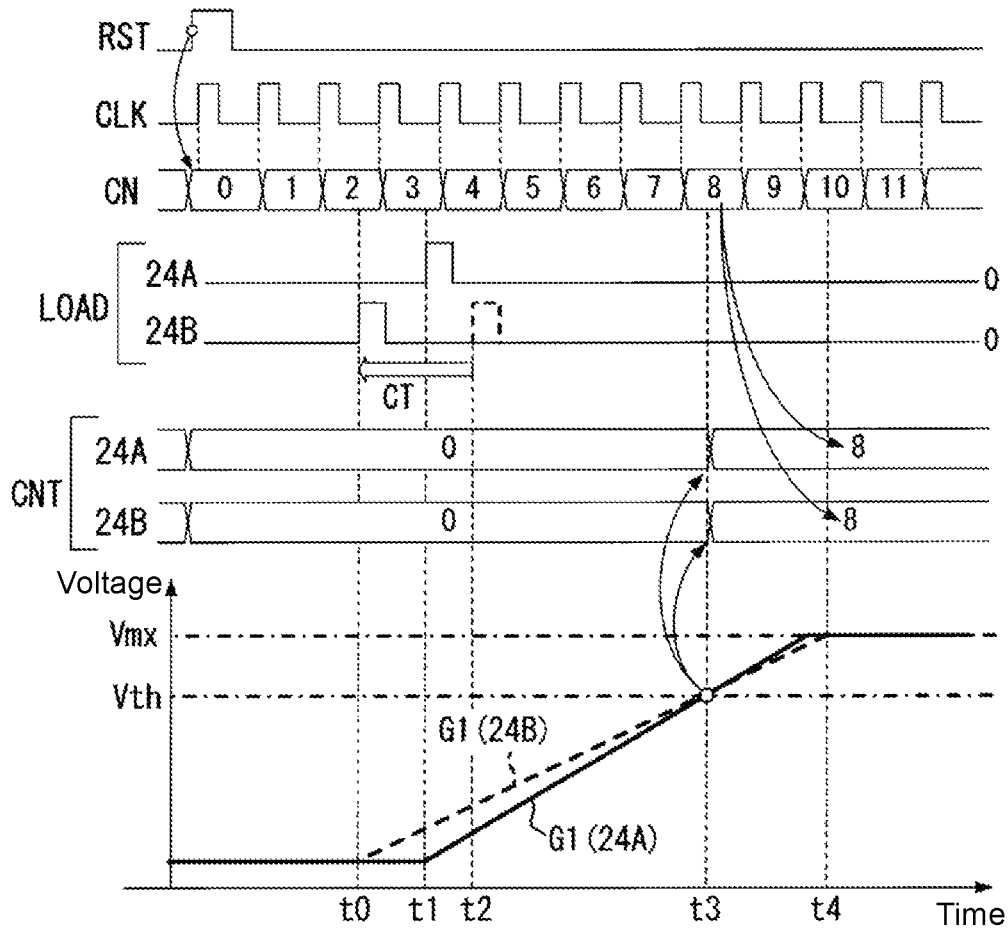 RST
CLK
CN 0 1 2 3 4 5 6 7 8 9 10 11
LOAD
24A 0
24B 0
CT
CNT
24A 0 8
24B 0 8
Voltage
Vmx
Vth
G1 (24B)
G1 (24A)
t0 t1 t2 t3 t4 Time